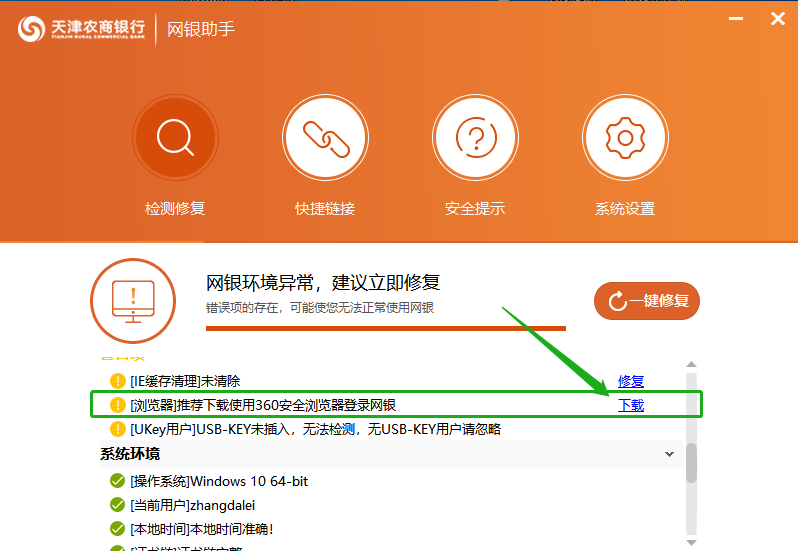 天津农商银行 网银助手
TIANJIN RURAL COMMERCIAL BANK
检测修复 快捷链接 安全提示 系统设置
网银环境异常，建议立即修复
错误项的存在，可能使您无法正常使用网银
一键修复
[IE缓存清理]未清除 修复
[浏览器]推荐下载使用360安全浏览器登录网银 下载
[UKey用户]USB-KEY未插入，无法检测，无USB-KEY用户请忽略
系统环境
[操作系统]Windows 10 64-bit
[当前用户]zhangdalei
[本地时间]本地时间准确！